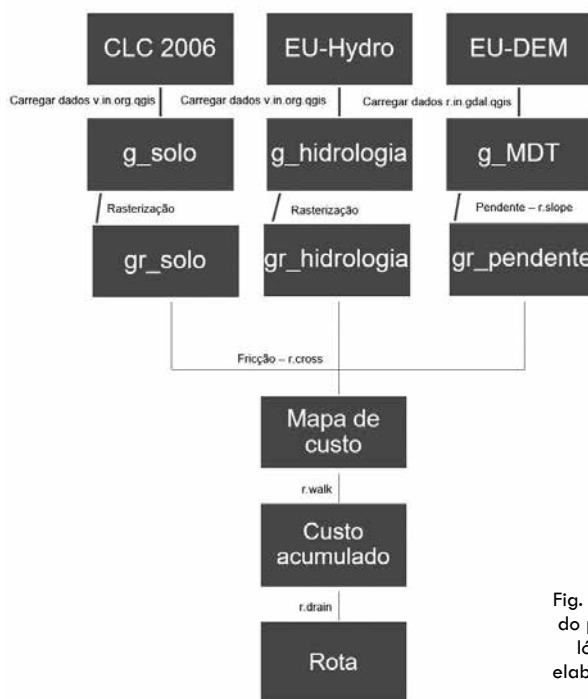 CLC 2006
EU-Hydro
EU-DEM
Carregar dados v.in.org.qgis
Carregar dados v.in.org.qgis
Carregar dados r.in.gdal.qgis
g_solo
g_hidrologia
g_MDT
Rasterização
Rasterização
Pendente – r.slope
gr_solo
gr_hidrologia
gr_pendente
Fricção – r.cross
Mapa de
custo
r.walk
Custo
acumulado
r.drain
Rota
Fig.
do p
elab